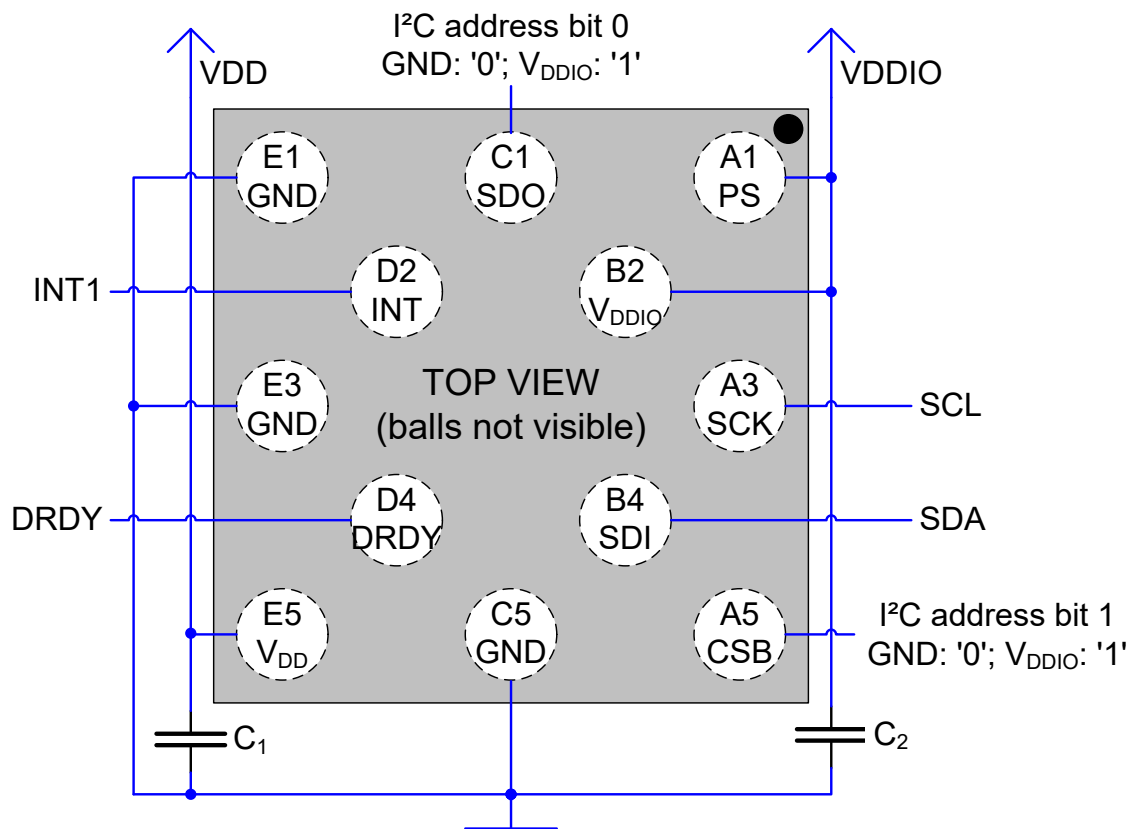 I²C address bit 0
GND: '0'; VDDIO: '1'
VDD
VDDIO
E1
GND
C1
SDO
A1
PS
INT1
D2
INT
B2
VDDIO
E3
GND
TOP VIEW
(balls not visible)
A3
SCK
SCL
DRDY
D4
DRDY
B4
SDI
SDA
E5
VDD
C5
GND
A5
CSB
I²C address bit 1
GND: '0'; VDDIO: '1'
C1
C2